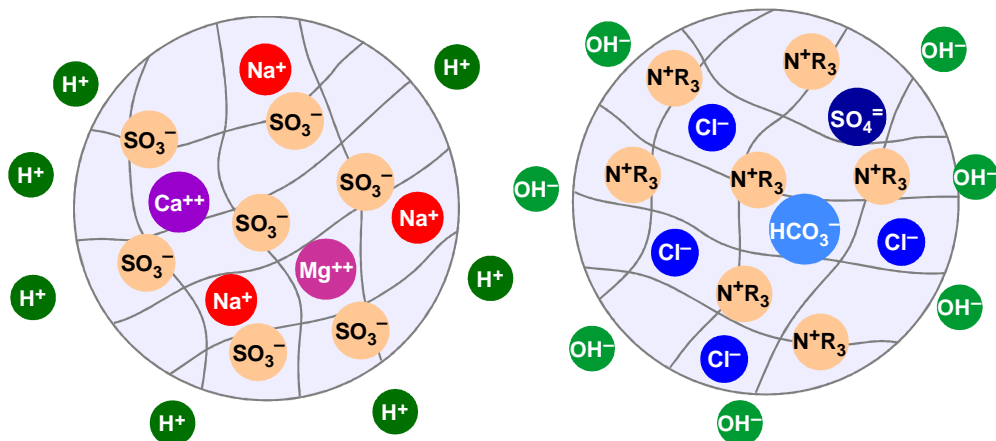 Na⁺
H⁺
H⁺
SO₃⁻
SO₃⁻
H⁺
SO₃⁻
Ca⁺⁺
SO₃⁻
Na⁺
SO₃⁻
Mg⁺⁺
H⁺
H⁺
Na⁺
SO₃⁻
SO₃⁻
H⁺
H⁺
OH⁻
N⁺R₃
N⁺R₃
OH⁻
Cl⁻
SO₄⁼
OH⁻
N⁺R₃
N⁺R₃
N⁺R₃
OH⁻
HCO₃⁻
Cl⁻
Cl⁻
N⁺R₃
OH⁻
OH⁻
Cl⁻
N⁺R₃
OH⁻